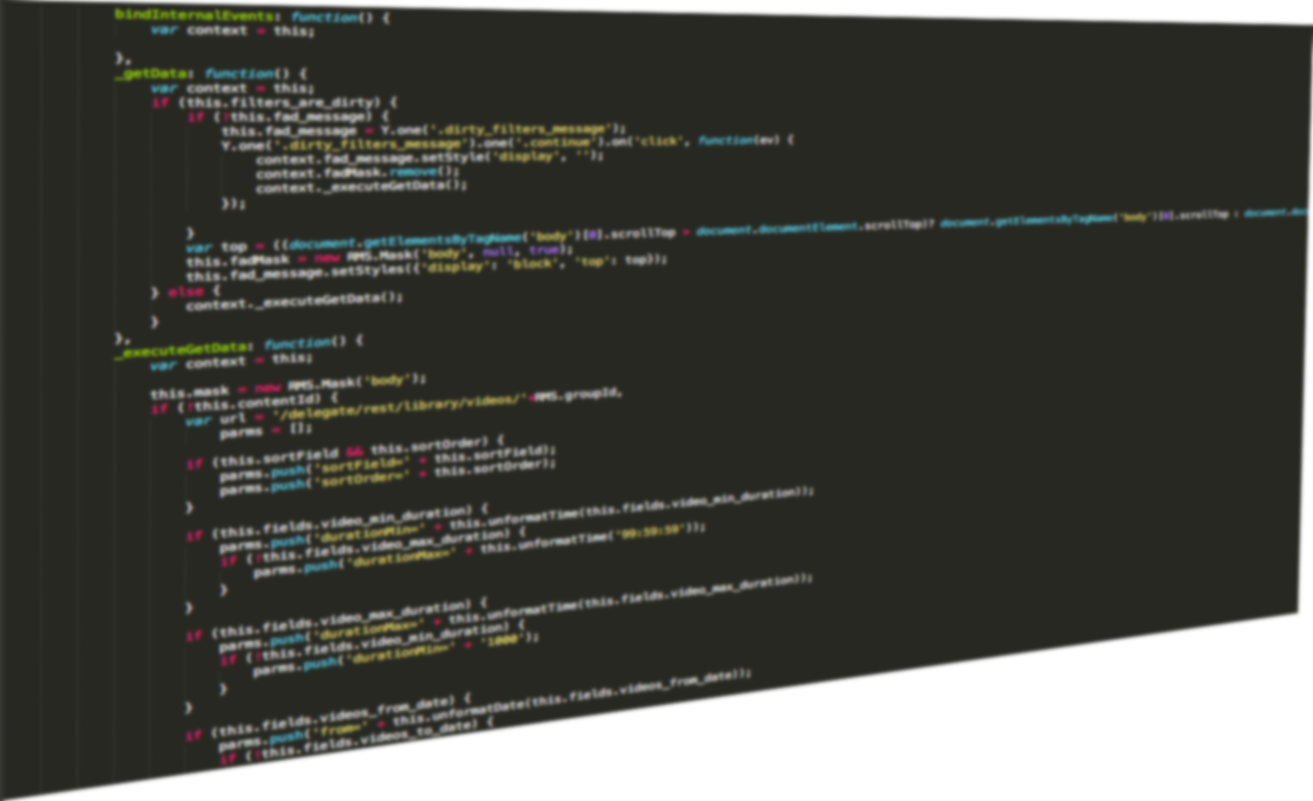 bindInternalEvents: function() {
var context = this;
},
_getData: function() {
var context = this;
if (this.filters_are_dirty) {
if (!this.fad_message) {
this.fad_message = Y.one('.dirty_filters_message');
Y.one('.dirty_filters_message').one('.continue').on('click', function(ev) {
context.fad_message.setStyle('display', '');
context.fadMask.remove();
context._executeGetData();
});
}
var top = ((document.getElementsByTagName('body')[0].scrollTop > document.documentElement.scrollTop)? document.getElementsByTagName('body')[0].scrollTop : document.doc
this.fadMask = new RMS.Mask('body', null, true);
this.fad_message.setStyles({'display': 'block', 'top': top});
} else {
context._executeGetData();
}
},
_executeGetData: function() {
var context = this;
this.mask = new RMS.Mask('body');
if (!this.contentId) {
var url = '/delegate/rest/library/videos/'+RMS.groupId,
parms = [];
if (this.sortField && this.sortOrder) {
parms.push('sortField=' + this.sortField);
parms.push('sortOrder=' + this.sortOrder);
}
if (this.fields.video_min_duration) {
parms.push('durationMin=' + this.unformatTime(this.fields.video_min_duration));
if (!this.fields.video_max_duration) {
parms.push('durationMax=' + this.unformatTime('99:59:59'));
}
}
if (this.fields.video_max_duration) {
parms.push('durationMax=' + this.unformatTime(this.fields.video_max_duration));
if (!this.fields.video_min_duration) {
parms.push('durationMin=' + '1000');
}
}
if (this.fields.videos_from_date) {
parms.push('from=' + this.unformatDate(this.fields.videos_from_date));
if (!this.fields.videos_to_date) {